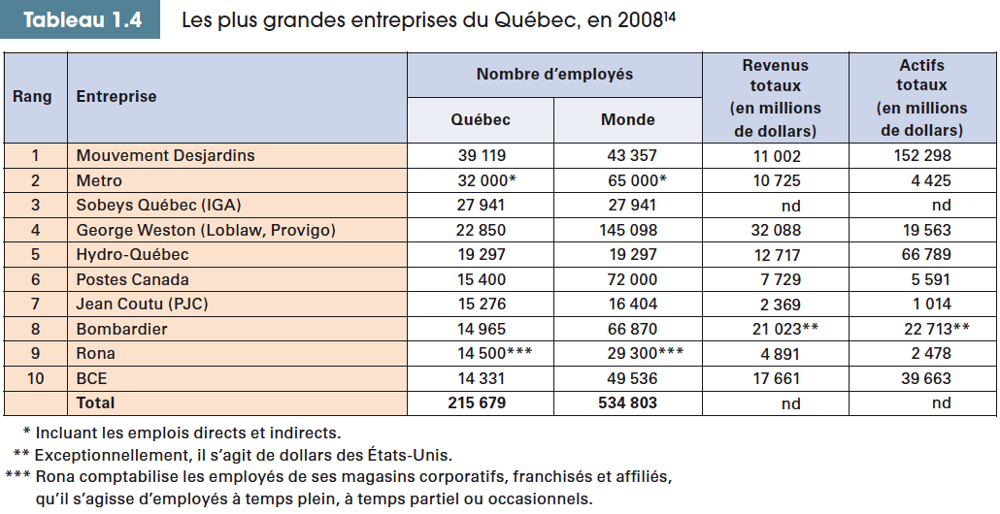 Tableau 1.4 Les plus grandes entreprises du Québec, en 2008¹⁴
Rang Entreprise Nombre d'employés Revenus totaux (en millions de dollars) Actifs totaux (en millions de dollars)
Québec Monde
1 Mouvement Desjardins 39 119 43 357 11 002 152 298
2 Metro 32 000* 65 000* 10 725 4 425
3 Sobeys Québec (IGA) 27 941 27 941 nd nd
4 George Weston (Loblaw, Provigo) 22 850 145 098 32 088 19 563
5 Hydro-Québec 19 297 19 297 12 717 66 789
6 Postes Canada 15 400 72 000 7 729 5 591
7 Jean Coutu (PJC) 15 276 16 404 2 369 1 014
8 Bombardier 14 965 66 870 21 023** 22 713**
9 Rona 14 500*** 29 300*** 4 891 2 478
10 BCE 14 331 49 536 17 661 39 663
Total 215 679 534 803 nd nd
* Incluant les emplois directs et indirects.
** Exceptionnellement, il s'agit de dollars des États-Unis.
*** Rona comptabilise les employés de ses magasins corporatifs, franchisés et affiliés,
qu'il s'agisse d'employés à temps plein, à temps partiel ou occasionnels.